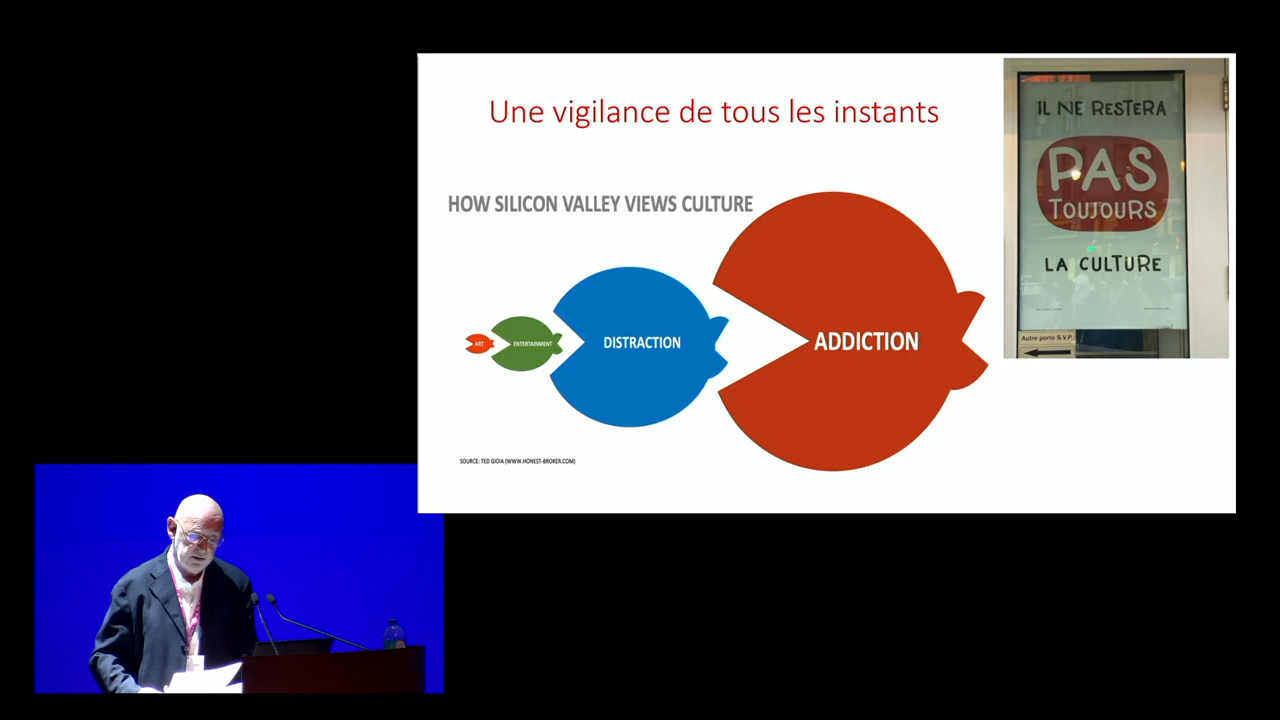 Une vigilance de tous les instants
HOW SILICON VALLEY VIEWS CULTURE
ART
ENTERTAINMENT
DISTRACTION
ADDICTION
SOURCE: TED GIOIA (WWW.HONEST-BROKER.COM)
IL NE RESTERA
PAS
TOUJOURS
LA CULTURE
Autre porte S.V.P.